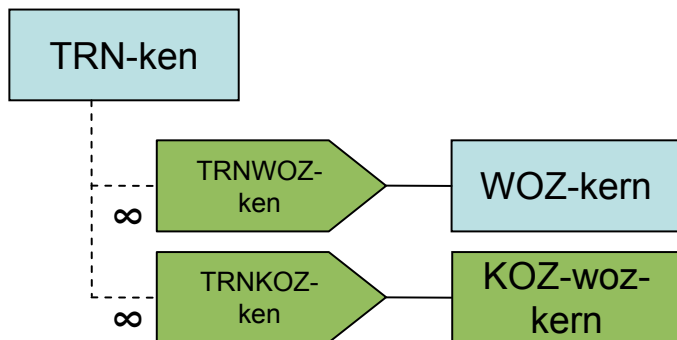 TRN-ken
TRNWOZ-
ken
WOZ-kern
∞
TRNKOZ-
ken
KOZ-woz-
kern
∞